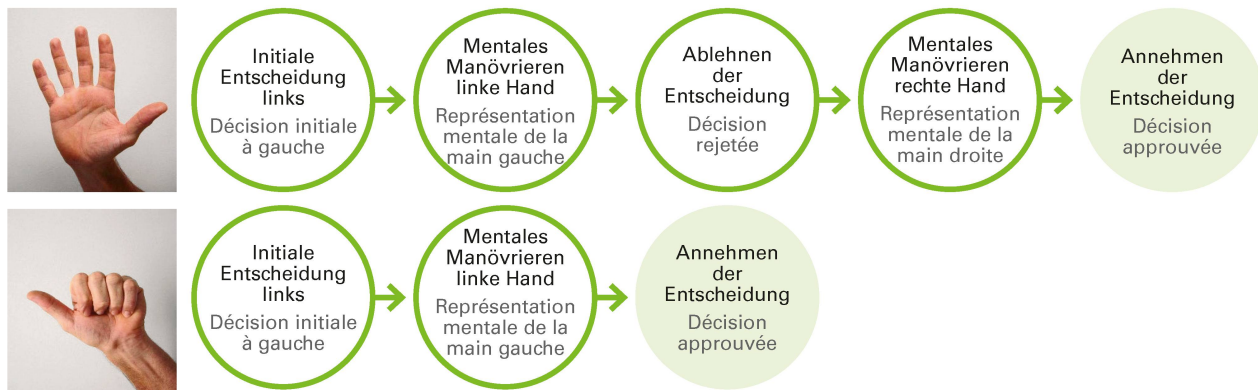 Initiale
Entscheidung
links
Décision initiale
à gauche
Mentales
Manövrieren
linke Hand
Représentation
mentale de la
main gauche
Ablehnen
der
Entscheidung
Décision
rejetée
Mentales
Manövrieren
rechte Hand
Représentation
mentale de la
main droite
Annehmen
der
Entscheidung
Décision
approuvée
Initiale
Entscheidung
links
Décision initiale
à gauche
Mentales
Manövrieren
linke Hand
Représentation
mentale de la
main gauche
Annehmen
der
Entscheidung
Décision
approuvée